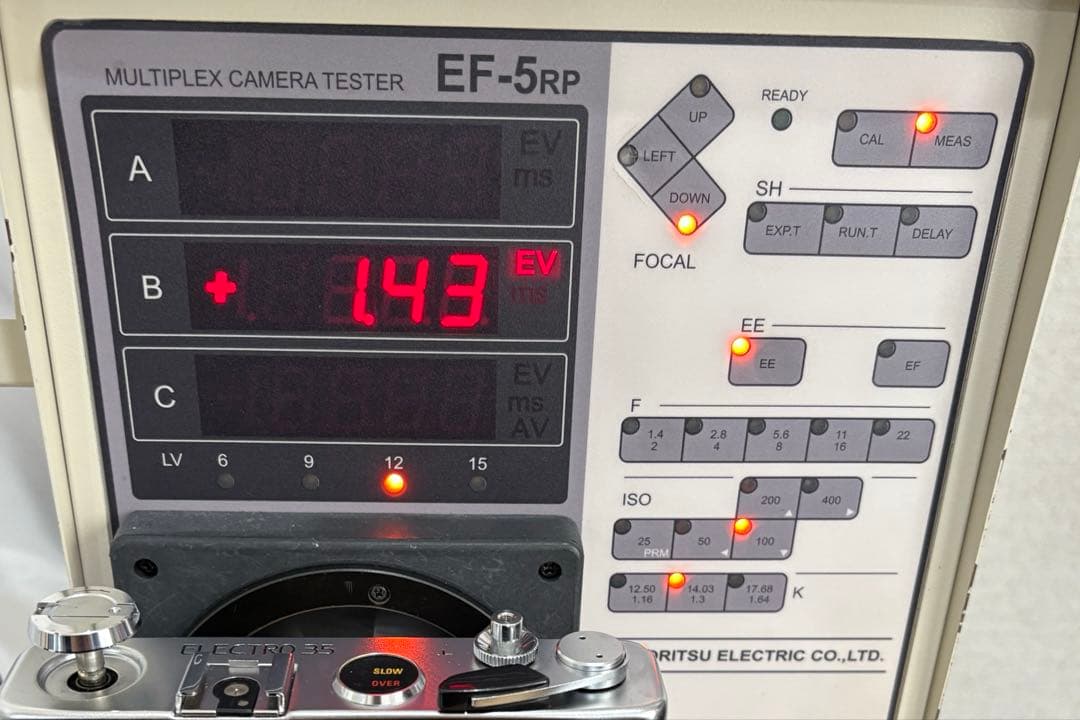 MULTIPLEX CAMERA TESTER EF-5RP
A EV
ms
B + 1.43 EV
ms
C EV
ms
AV
LV 6 9 12 15
UP
LEFT
DOWN
FOCAL
READY
CAL MEAS
SH
EXP.T RUN.T DELAY
EE
EE EF
F
1.4 2.8 5.6 11 22
2 4 8 16
ISO
200 400
25 50 100
PRM
12.50 14.03 17.68 K
1.16 1.3 1.64
ORITSU ELECTRIC CO.,LTD.
ELECTRO 35
SLOW
OVER